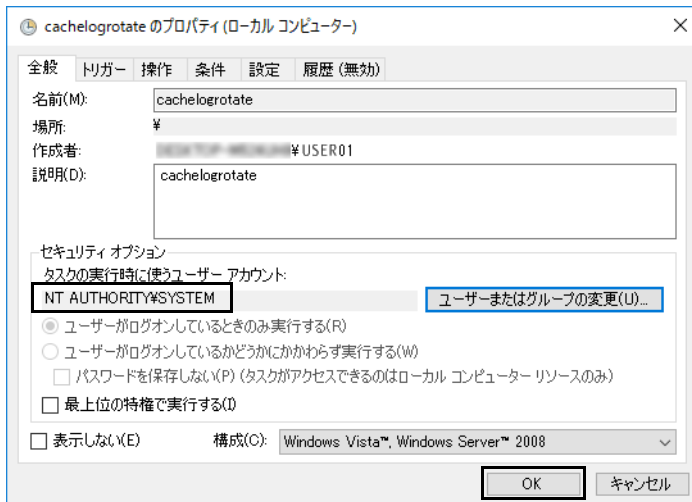 cachelogrotate のプロパティ (ローカル コンピューター)
全般 トリガー 操作 条件 設定 履歴 (無効)
名前(M): cachelogrotate
場所: ¥
作成者: ¥USER01
説明(D): cachelogrotate
セキュリティ オプション
タスクの実行時に使うユーザー アカウント:
NT AUTHORITY¥SYSTEM ユーザーまたはグループの変更(U)...
ユーザーがログオンしているときのみ実行する(R)
ユーザーがログオンしているかどうかにかかわらず実行する(W)
パスワードを保存しない(P) (タスクがアクセスできるのはローカル コンピューター リソースのみ)
最上位の特権で実行する(I)
表示しない(E) 構成(C): Windows Vista™, Windows Server™ 2008
OK キャンセル